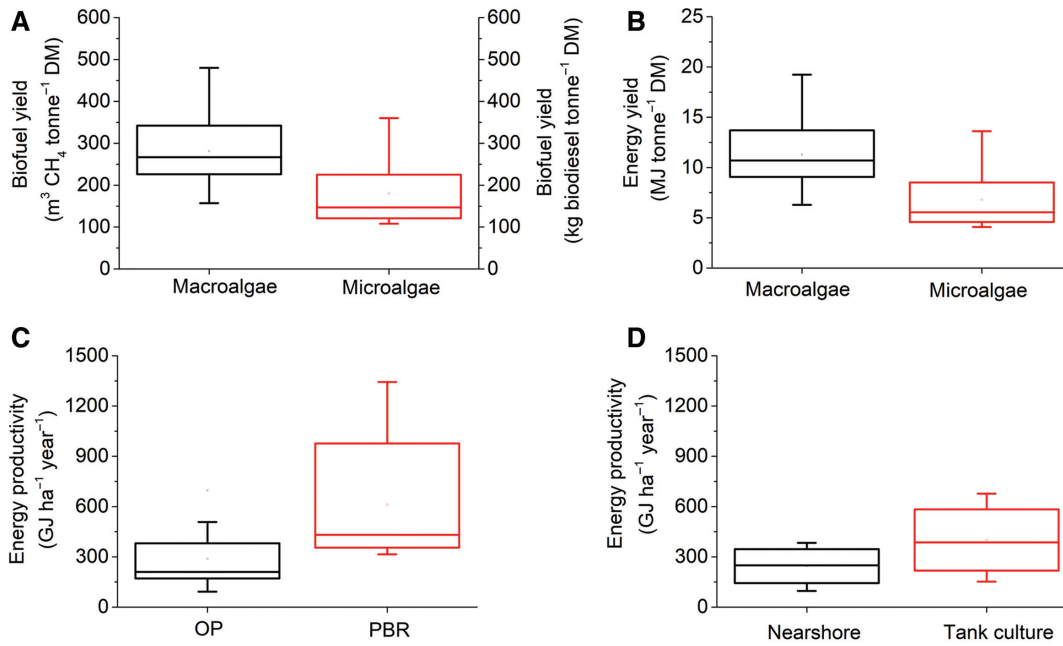 A
Biofuel yield
(m³ CH₄ tonne⁻¹ DM)
600
500
400
300
200
100
0
Macroalgae
Microalgae
600
500
400
300
200
100
0
Biofuel yield
(kg biodiesel tonne⁻¹ DM)
B
Energy yield
(MJ tonne⁻¹ DM)
25
20
15
10
5
0
Macroalgae
Microalgae
C
Energy productivity
(GJ ha⁻¹ year⁻¹)
1500
1200
900
600
300
0
OP
PBR
D
Energy productivity
(GJ ha⁻¹ year⁻¹)
1500
1200
900
600
300
0
Nearshore
Tank culture